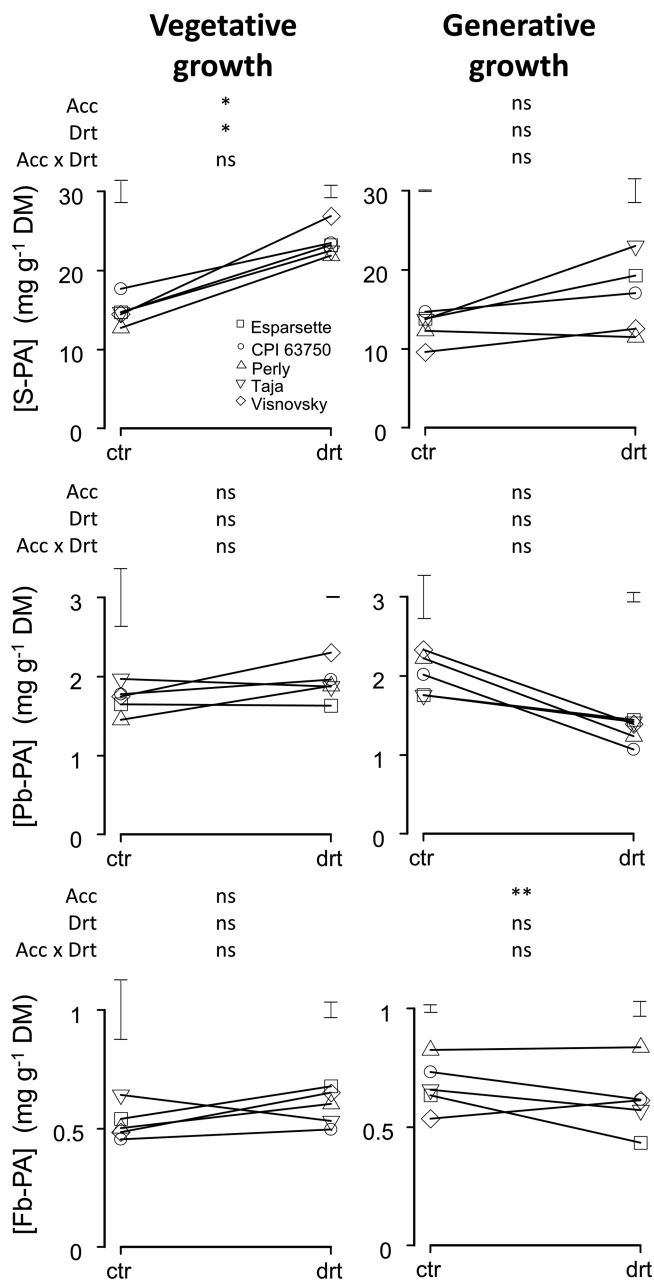 Vegetative growth
Generative growth
Acc * ns
Drt * ns
Acc x Drt ns ns
[S-PA] (mg g⁻¹ DM)
30
20
10
0
ctr
drt
Esparsette
CPI 63750
Perly
Taja
Visnovsky
30
20
10
0
ctr
drt
Acc ns ns
Drt ns ns
Acc x Drt ns ns
[Pb-PA] (mg g⁻¹ DM)
3
2
1
0
ctr
drt
3
2
1
0
ctr
drt
Acc ns **
Drt ns ns
Acc x Drt ns ns
[Fb-PA] (mg g⁻¹ DM)
1
0.5
0
ctr
drt
1
0.5
0
ctr
drt